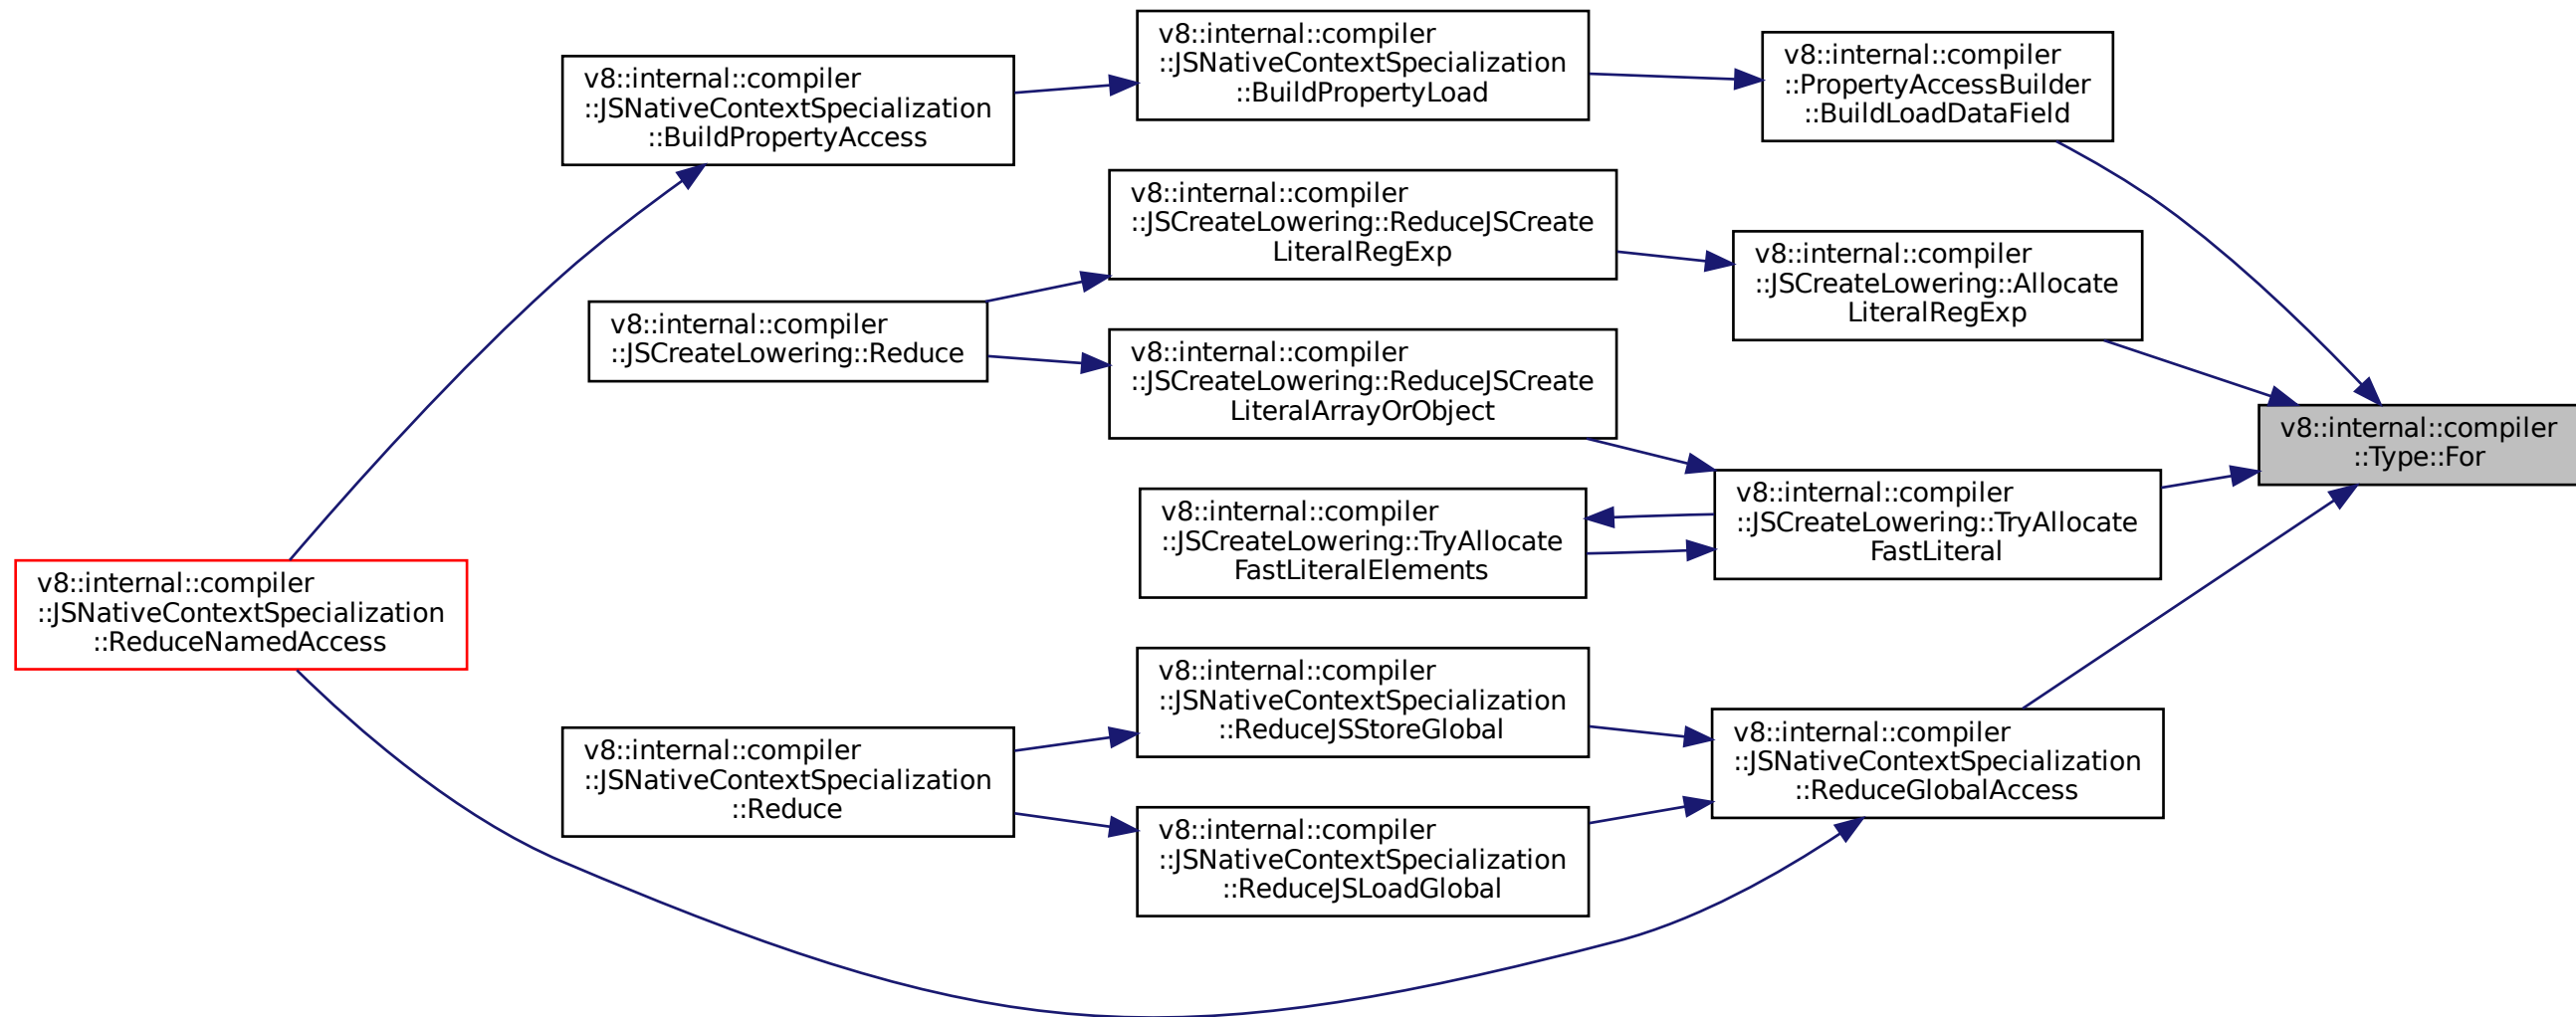 v8::internal::compiler
::JSNativeContextSpecialization
::ReduceNamedAccess
v8::internal::compiler
::JSNativeContextSpecialization
::BuildPropertyAccess
v8::internal::compiler
::JSCreateLowering::Reduce
v8::internal::compiler
::JSNativeContextSpecialization
::Reduce
v8::internal::compiler
::JSNativeContextSpecialization
::BuildPropertyLoad
v8::internal::compiler
::JSCreateLowering::ReduceJSCreate
LiteralRegExp
v8::internal::compiler
::JSCreateLowering::ReduceJSCreate
LiteralArrayOrObject
v8::internal::compiler
::JSCreateLowering::TryAllocate
FastLiteralElements
v8::internal::compiler
::JSNativeContextSpecialization
::ReduceJSStoreGlobal
v8::internal::compiler
::JSNativeContextSpecialization
::ReduceJSLoadGlobal
v8::internal::compiler
::PropertyAccessBuilder
::BuildLoadDataField
v8::internal::compiler
::JSCreateLowering::Allocate
LiteralRegExp
v8::internal::compiler
::JSCreateLowering::TryAllocate
FastLiteral
v8::internal::compiler
::JSNativeContextSpecialization
::ReduceGlobalAccess
v8::internal::compiler
::Type::For